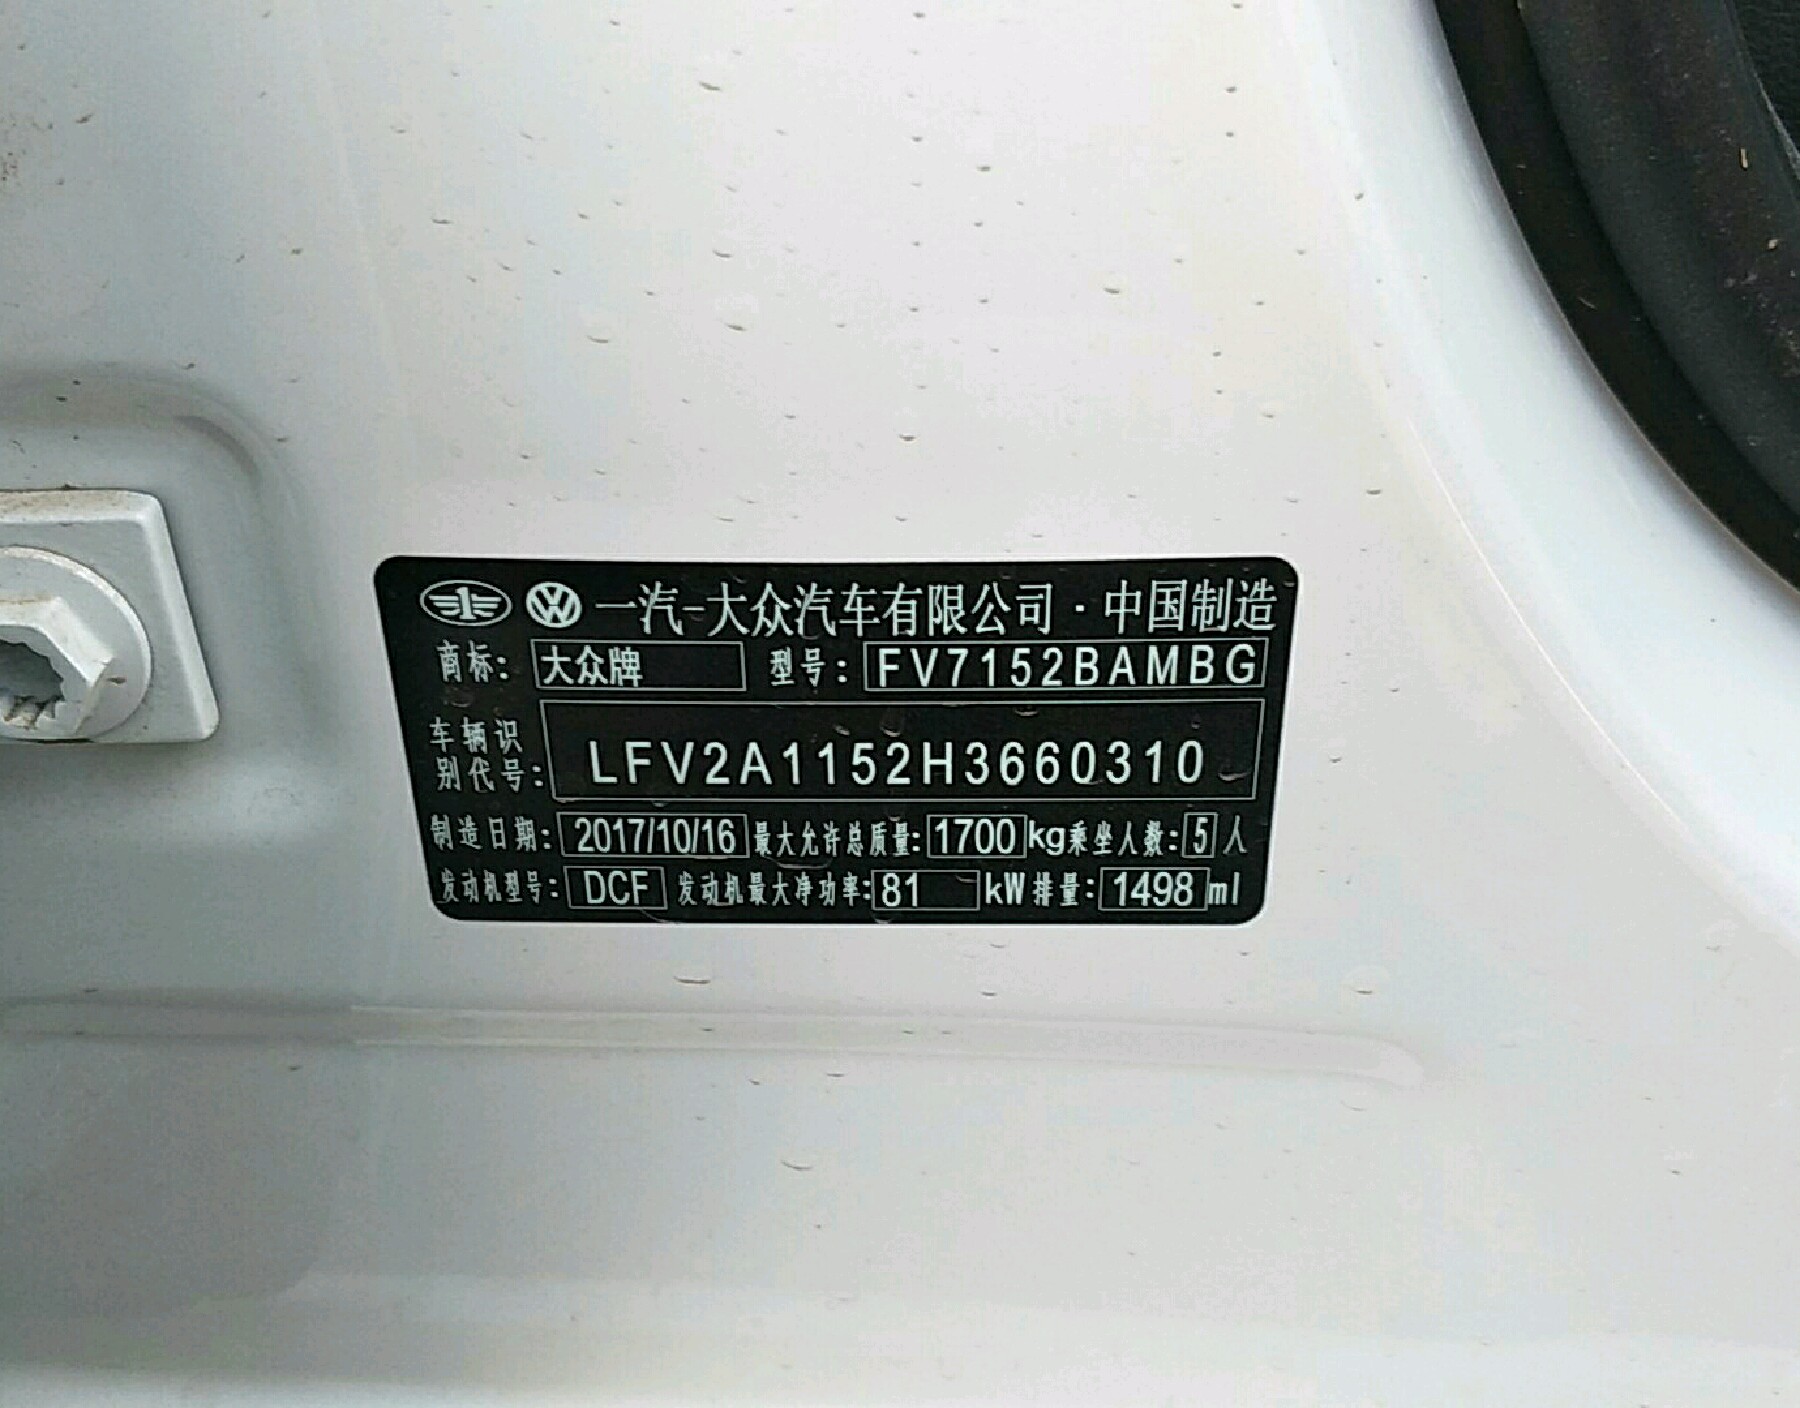 一汽-大众汽车有限公司·中国制造
商标: 大众牌 型号: FV7152BAMBG
车辆识别代号: LFV2A1152H3660310
制造日期: 2017/10/16 最大允许总质量: 1700 kg 乘坐人数: 5 人
发动机型号: DCF 发动机最大净功率: 81 kW 排量: 1498 ml